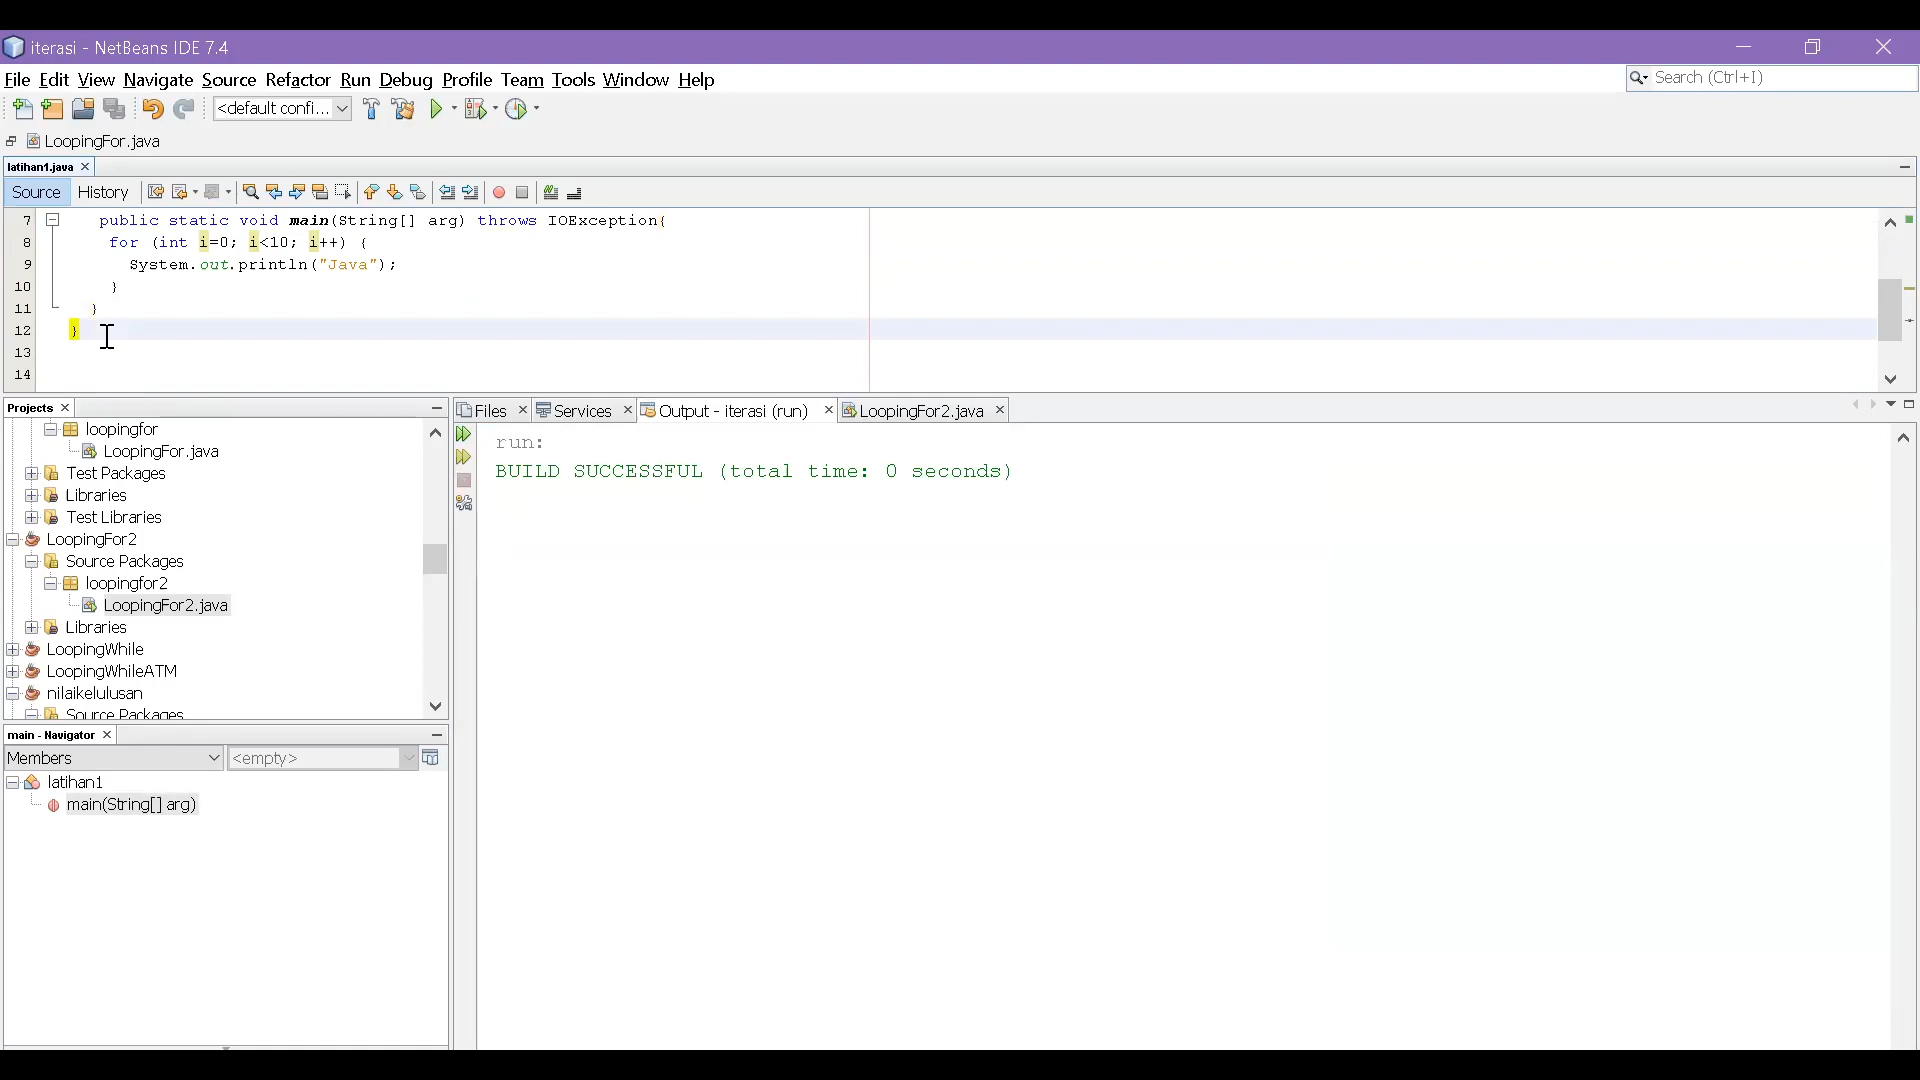 iterasi - NetBeans IDE 7.4
File Edit View Navigate Source Refactor Run Debug Profile Team Tools Window Help
Search (Ctrl+I)
<default confi...
LoopingFor.java
latihan1.java
Source History
7 public static void main(String[] arg) throws IOException{
8 for (int i=0; i<10; i++) {
9 System.out.println("Java");
10 }
11 }
12 }
13
14
Projects
loopingfor
LoopingFor.java
Test Packages
Libraries
Test Libraries
LoopingFor2
Source Packages
loopingfor2
LoopingFor2.java
Libraries
LoopingWhile
LoopingWhileATM
nilaikelulusan
Source Packages
Files Services Output - iterasi (run) LoopingFor2.java
run:
BUILD SUCCESSFUL (total time: 0 seconds)
main - Navigator
Members <empty>
latihan1
main(String[] arg)